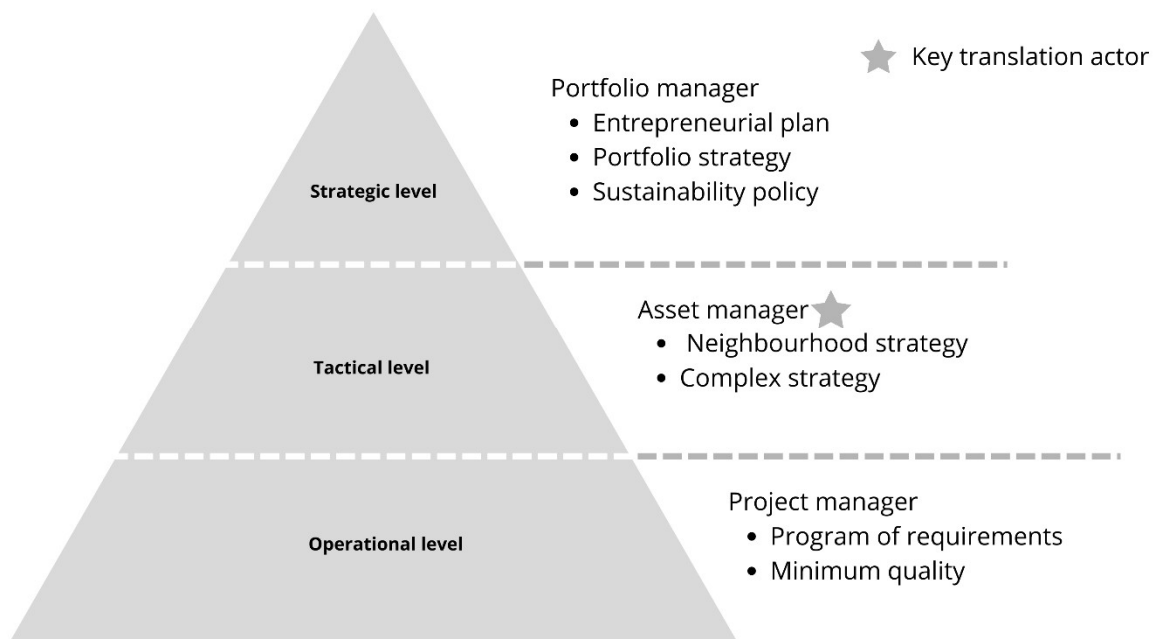 Key translation actor
Portfolio manager
• Entrepreneurial plan
• Portfolio strategy
• Sustainability policy
Strategic level
Asset manager
• Neighbourhood strategy
• Complex strategy
Tactical level
Project manager
• Program of requirements
• Minimum quality
Operational level